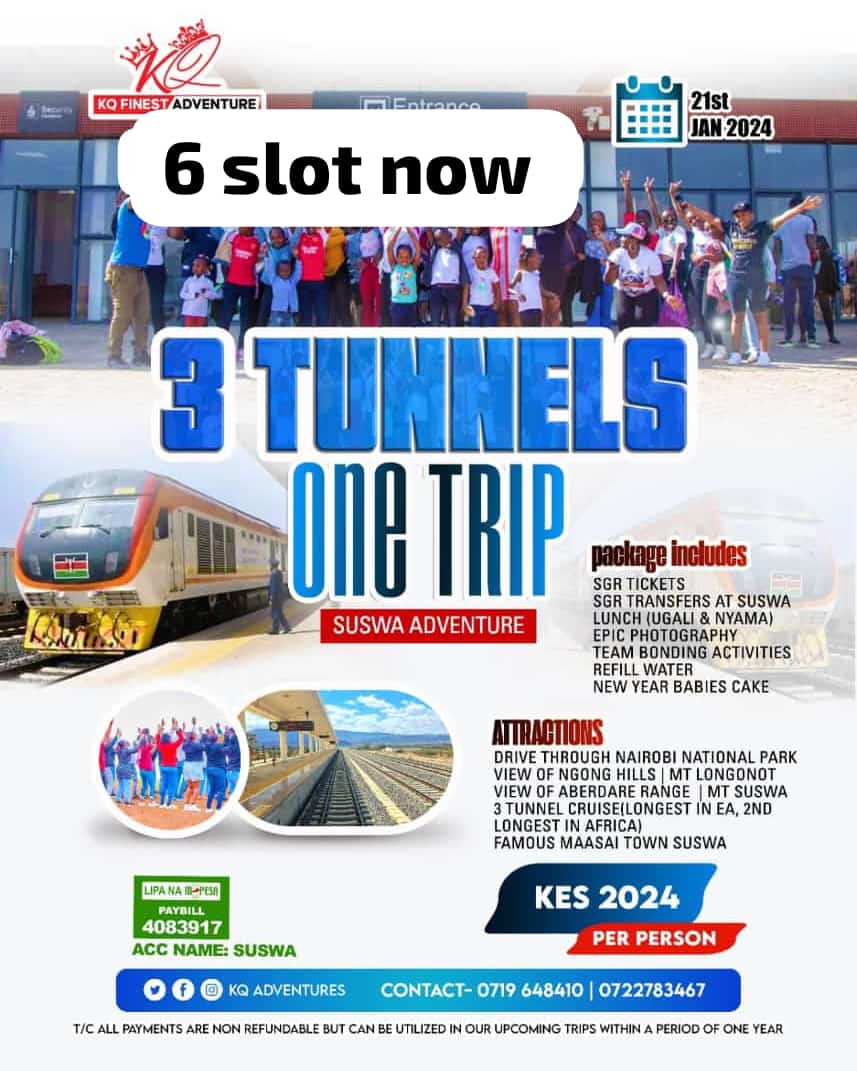 KQ
KQ FINEST ADVENTURE
Security
Entrance
21st
JAN 2024
6 slot now
3 TUNNELS
One TRIP
SUSWA ADVENTURE
package includes
SGR TICKETS
SGR TRANSFERS AT SUSWA
LUNCH (UGALI & NYAMA)
EPIC PHOTOGRAPHY
TEAM BONDING ACTIVITIES
REFILL WATER
NEW YEAR BABIES CAKE
ATTRACTIONS
DRIVE THROUGH NAIROBI NATIONAL PARK
VIEW OF NGONG HILLS | MT LONGONOT
VIEW OF ABERDARE RANGE | MT SUSWA
3 TUNNEL CRUISE(LONGEST IN EA, 2ND
LONGEST IN AFRICA)
FAMOUS MAASAI TOWN SUSWA
LIPA NA M-PESA
PAYBILL
4083917
ACC NAME: SUSWA
KES 2024
PER PERSON
KQ ADVENTURES
CONTACT- 0719 648410 | 0722783467
T/C ALL PAYMENTS ARE NON REFUNDABLE BUT CAN BE UTILIZED IN OUR UPCOMING TRIPS WITHIN A PERIOD OF ONE YEAR